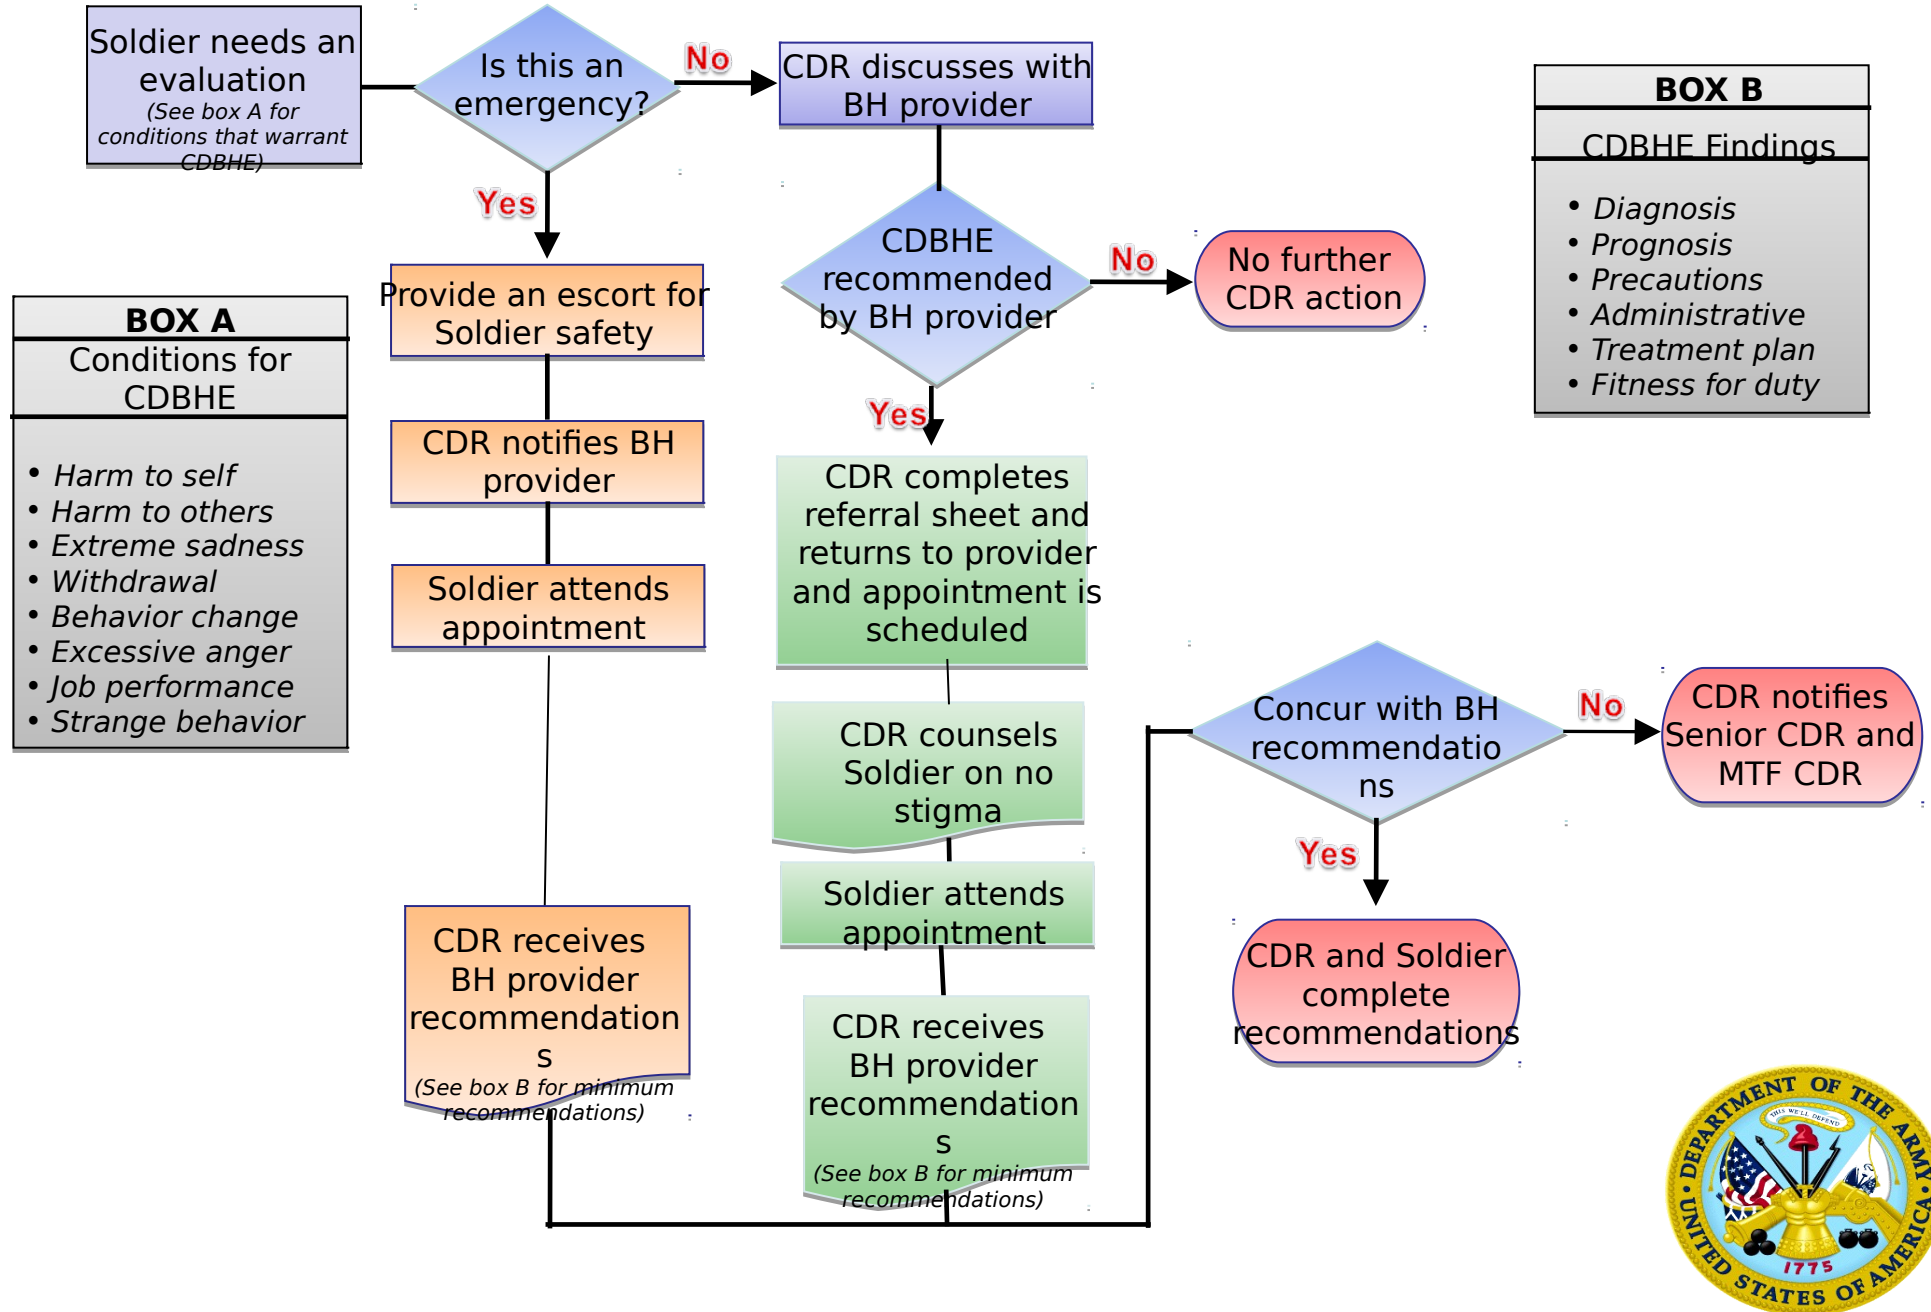 Soldier needs an
evaluation
(See box A for
conditions that warrant
CDBHE)
Is this an
emergency?
No
CDR discusses with
BH provider
Yes
BOX B
CDBHE Findings
• Diagnosis
• Prognosis
• Precautions
• Administrative
• Treatment plan
• Fitness for duty
CDBHE
recommended
by BH provider
No
No further
CDR action
Yes
Provide an escort for
Soldier safety
CDR notifies BH
provider
Soldier attends
appointment
BOX A
Conditions for
CDBHE
• Harm to self
• Harm to others
• Extreme sadness
• Withdrawal
• Behavior change
• Excessive anger
• Job performance
• Strange behavior
CDR completes
referral sheet and
returns to provider
and appointment is
scheduled
CDR counsels
Soldier on no
stigma
Soldier attends
appointment
CDR receives
BH provider
recommendation
s
(See box B for minimum
recommendations)
CDR receives
BH provider
recommendation
s
(See box B for minimum
recommendations)
Concur with BH
recommendatio
ns
No
CDR notifies
Senior CDR and
MTF CDR
Yes
CDR and Soldier
complete
recommendations
DEPARTMENT OF THE ARMY
THIS WE'LL DEFEND
1775
UNITED STATES OF AMERICA